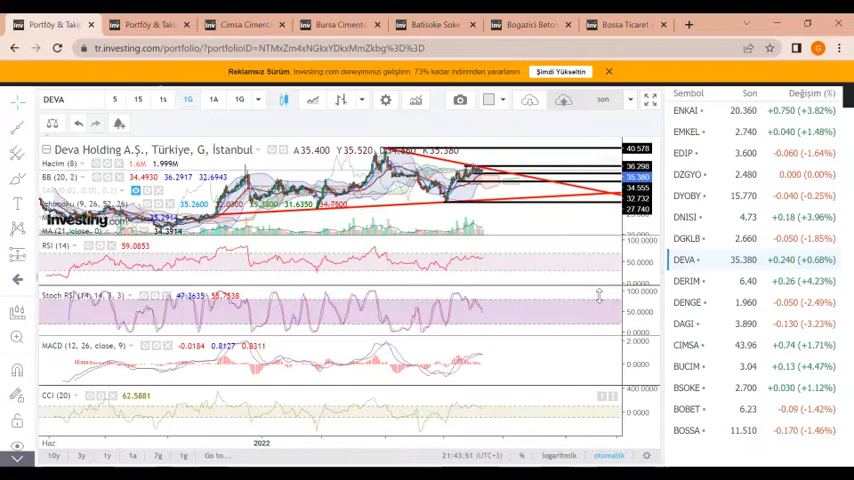 Portföy & Takip
Portföy & Takip
Cimsa Ciment
Bursa Cimento
Batisoke Soke
Bogazici Beton
Bossa Ticaret
tr.investing.com/portfolio/?portfolioID=NTMxZm4xNGkxYDkxMmZkbg%3D%3D
G
Reklamsız Sürüm. Investing.com deneyiminizi geliştirin. 73% kadar indirimden yararlanın.
Şimdi Yükseltin
DEVA 5 15 1s 1G 1A 1G son
Sembol Son Değişim (%)
Deva Holding A.Ş., Türkiye, G, İstanbul A35.400 Y35.520 K35.380
Hacim (8) 1.6M 1.999M
BB (20, 2) 34.4930 36.2917 32.6943
Ishimoku (9, 26, 52, 26) 35.2600 32.0300 35.3800 31.6350 34.7500
Investing.com
35.2914
MA (21, close, 0) 34.3914
40.578
36.298
35.380
34.555
32.732
27.740
RSI (14) 59.0853
100.0000
50.0000
0.0000
Stoch RSI (14, 14, 3, 3) 47.3635 55.7538
100.0000
50.0000
0.0000
MACD (12, 26, close, 9) -0.0184 0.8127 0.8311
2.0000
0.0000
CCI (20) 62.5881
400.0000
0.0000
Haz 2022
10y 3y 1y 1a 7g 1g Go to...
21:43:51 (UTC+3) % logaritmik otomatik
ENKAI 20.360 +0.750 (+3.82%)
EMKEL 2.740 +0.040 (+1.48%)
EDIP 3.600 -0.060 (-1.64%)
DZGYO 2.480 0.000 (0.00%)
DYOBY 15.770 -0.040 (-0.25%)
DNISI 4.73 +0.18 (+3.96%)
DGKLB 2.660 -0.050 (-1.85%)
DEVA 35.380 +0.240 (+0.68%)
DERIM 6.40 +0.26 (+4.23%)
DENGE 1.960 -0.050 (-2.49%)
DAGI 3.890 -0.130 (-3.23%)
CIMSA 43.96 +0.74 (+1.71%)
BUCIM 3.04 +0.13 (+4.47%)
BSOKE 2.700 +0.030 (+1.12%)
BOBET 6.23 -0.09 (-1.42%)
BOSSA 11.510 -0.170 (-1.46%)